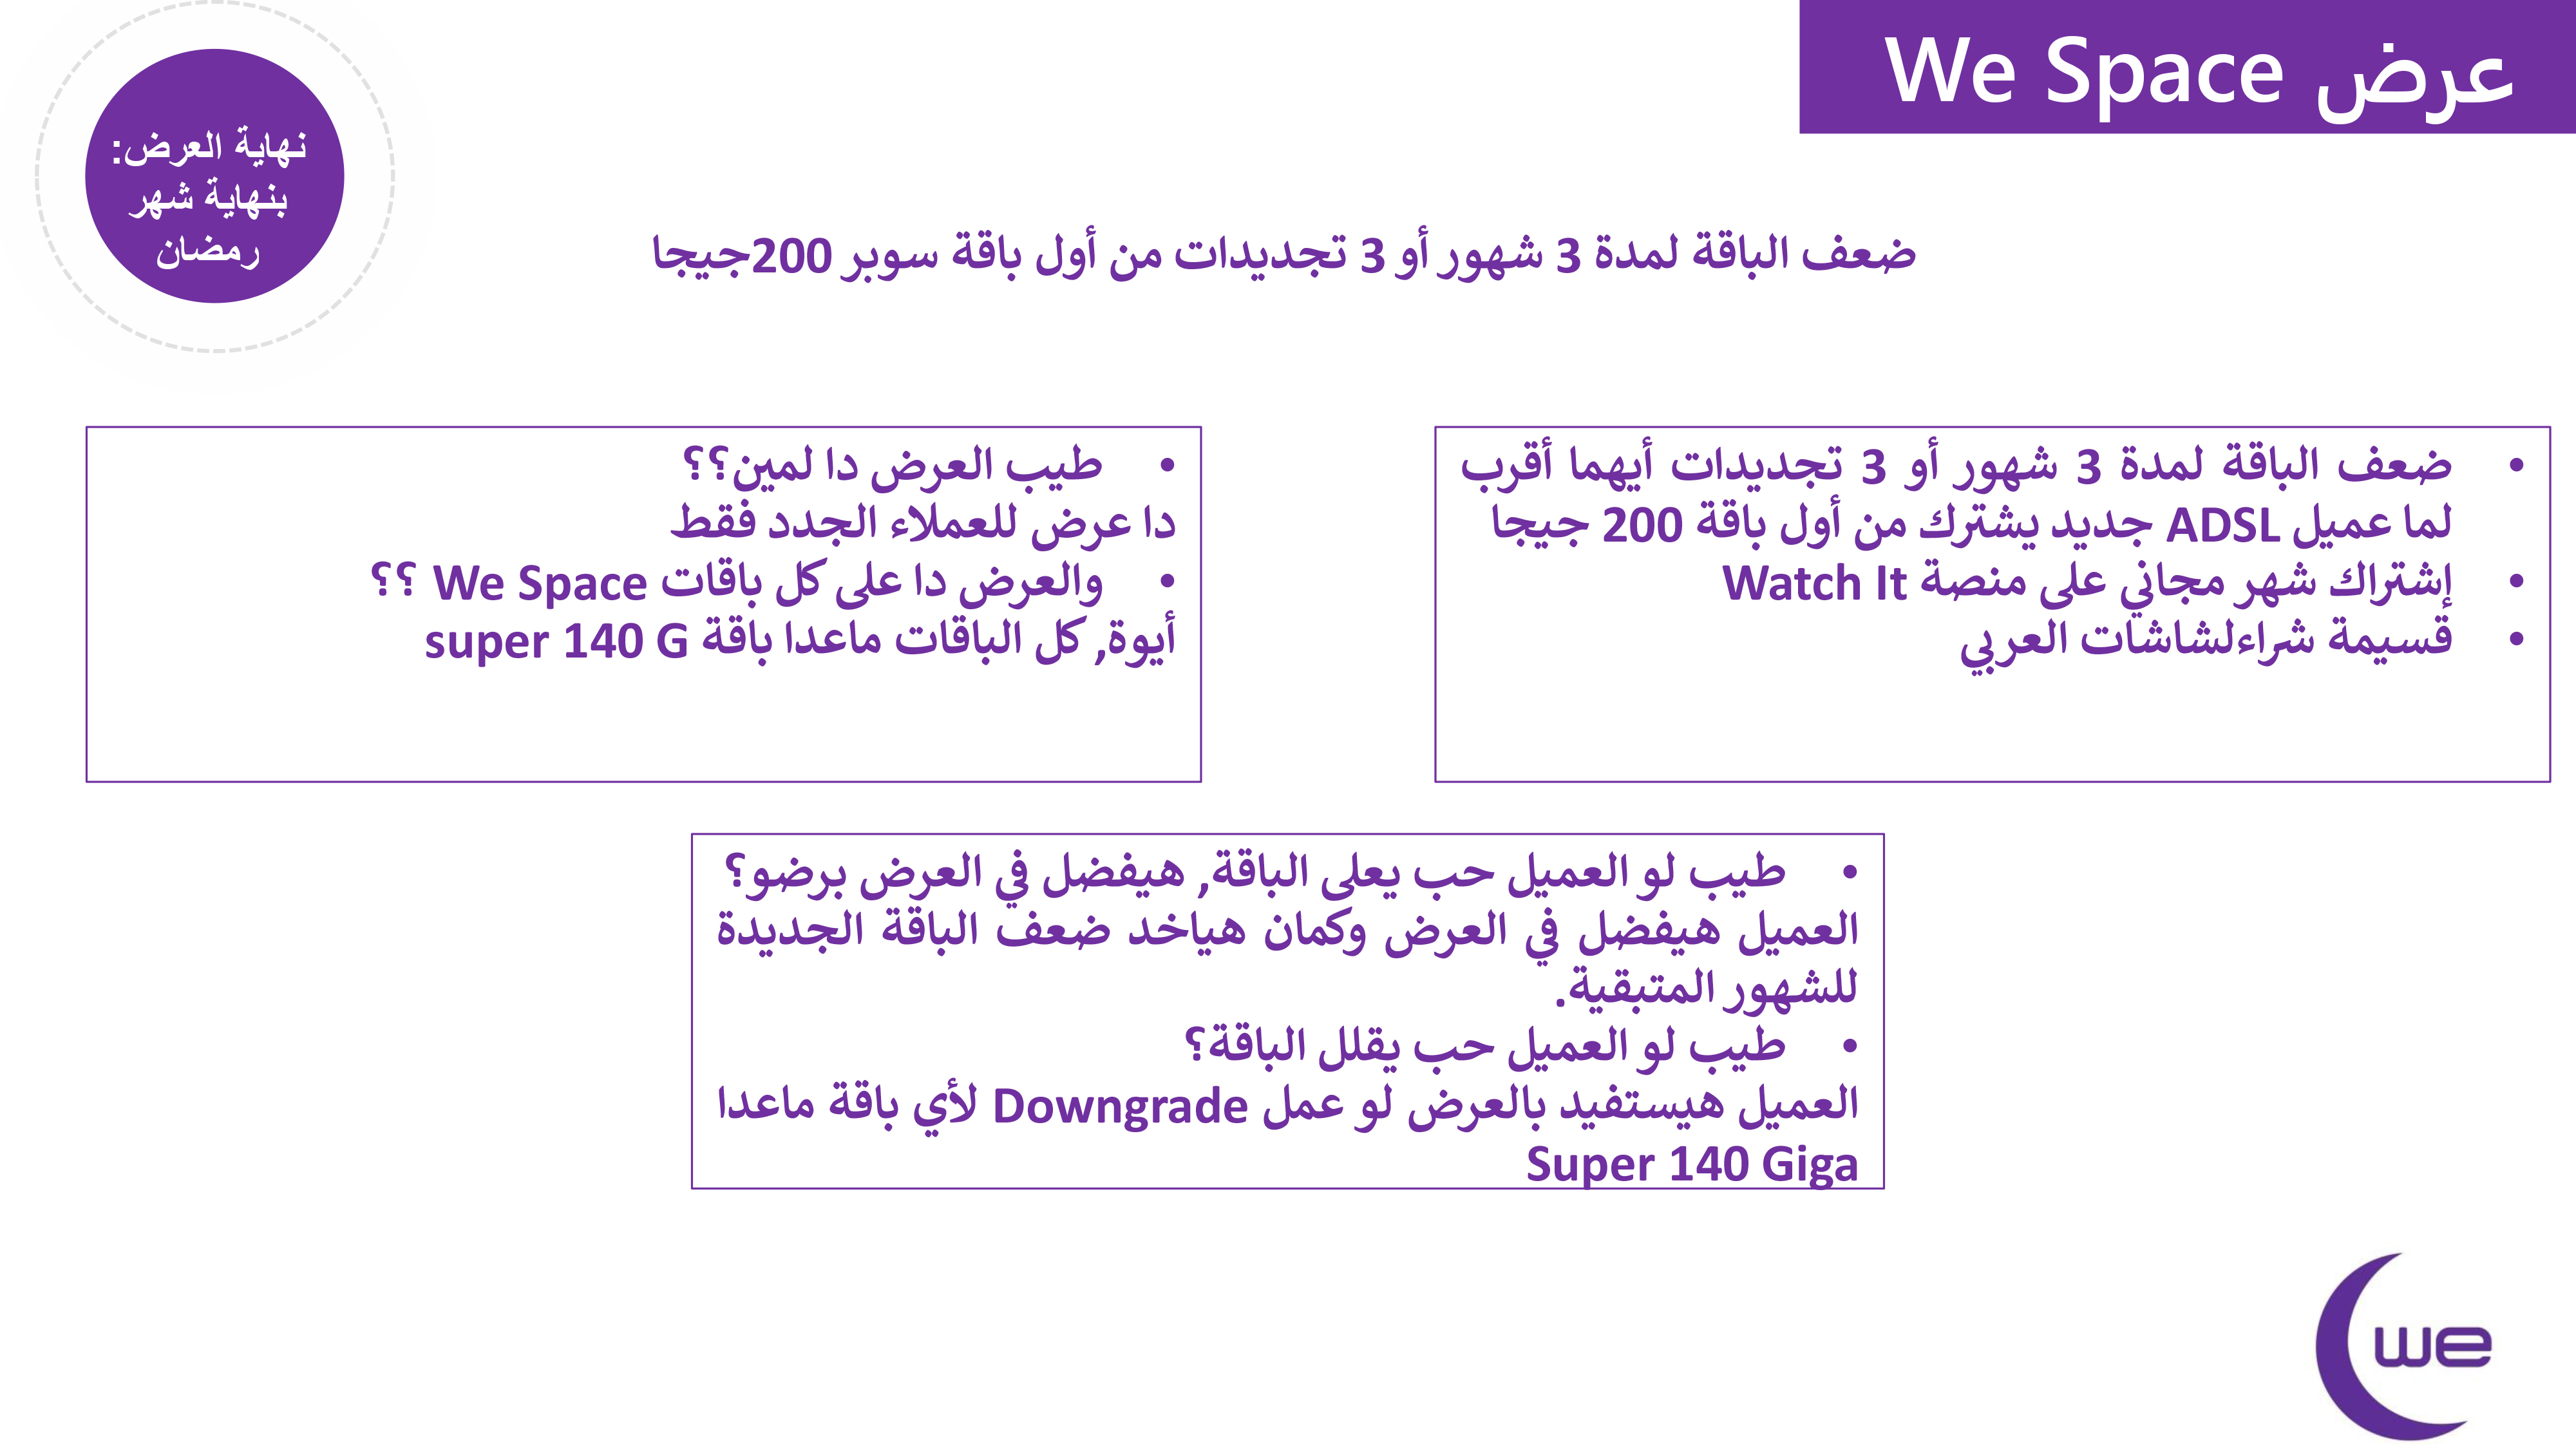 عرض We Space
نهاية العرض:
بنهاية شهر
رمضان
ضعف الباقة لمدة 3 شهور أو 3 تجديدات من أول باقة سوبر 200جيجا
• ضعف الباقة لمدة 3 شهور أو 3 تجديدات أيهما أقرب
لما عميل ADSL جديد يشترك من أول باقة 200 جيجا
• إشتراك شهر مجاني على منصة Watch It
• قسيمة شراءلشاشات العربي
• طيب العرض دا لمين؟؟
دا عرض للعملاء الجدد فقط
• والعرض دا على كل باقات We Space ؟؟
أيوة, كل الباقات ماعدا باقة super 140 G
• طيب لو العميل حب يعلى الباقة, هيفضل في العرض برضو؟
العميل هيفضل في العرض وكمان هياخد ضعف الباقة الجديدة
للشهور المتبقية.
• طيب لو العميل حب يقلل الباقة؟
العميل هيستفيد بالعرض لو عمل Downgrade لأي باقة ماعدا
Super 140 Giga
we